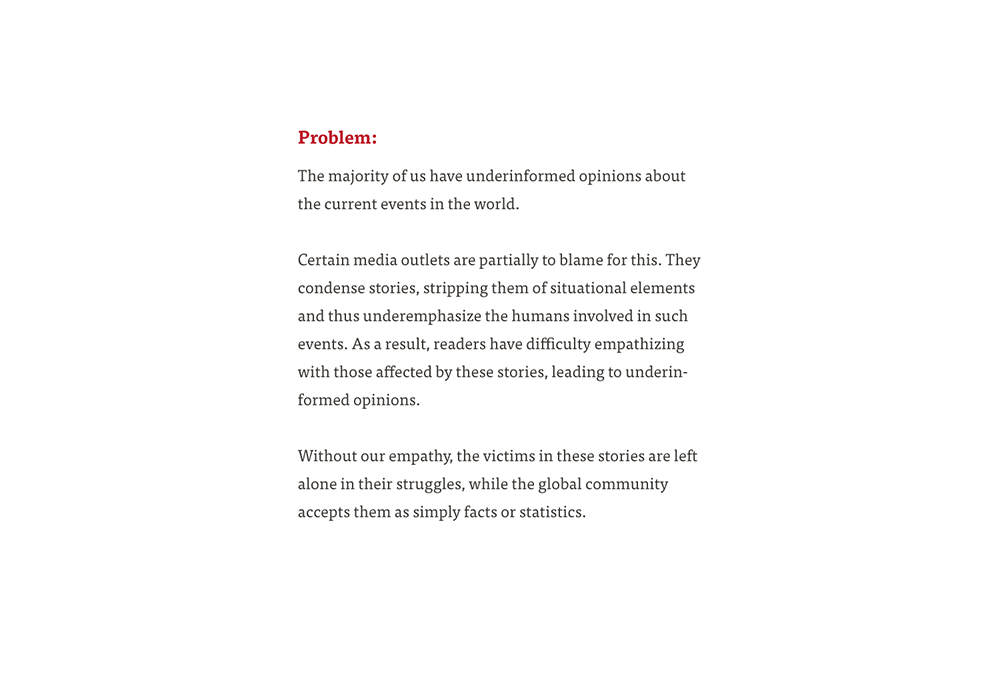 Problem:
The majority of us have underinformed opinions about
the current events in the world.
Certain media outlets are partially to blame for this. They
condense stories, stripping them of situational elements
and thus underemphasize the humans involved in such
events. As a result, readers have difficulty empathizing
with those affected by these stories, leading to underin-
formed opinions.
Without our empathy, the victims in these stories are left
alone in their struggles, while the global community
accepts them as simply facts or statistics.